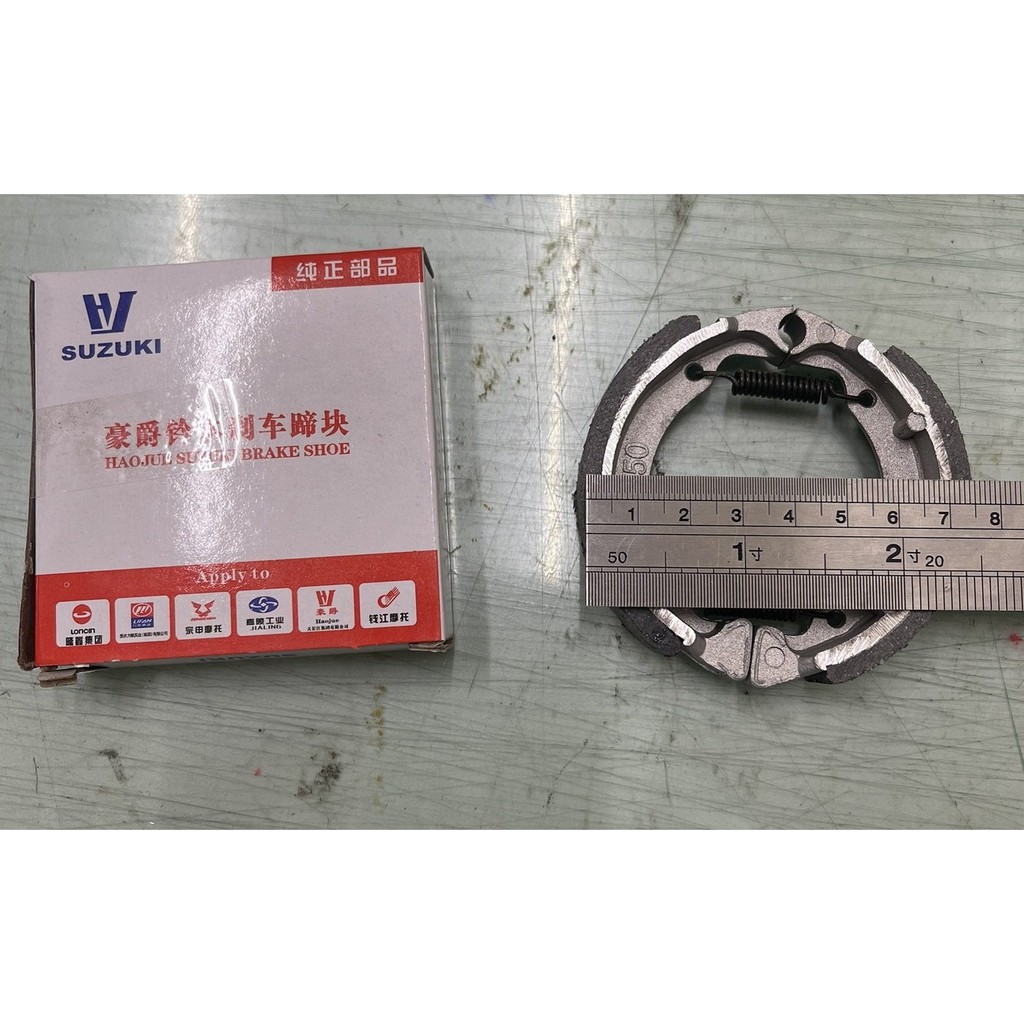 纯正部品
SUZUKI
豪爵铃木刹车蹄块
HAOJUE SUZUKI BRAKE SHOE
Apply to
LONCIN
隆鑫集团
LIFAN
宗申摩托
嘉陵工业
JIALING
豪爵
Haojue
钱江摩托
50
1 2 3 4 5 6 7 8
50 1寸 2寸 20